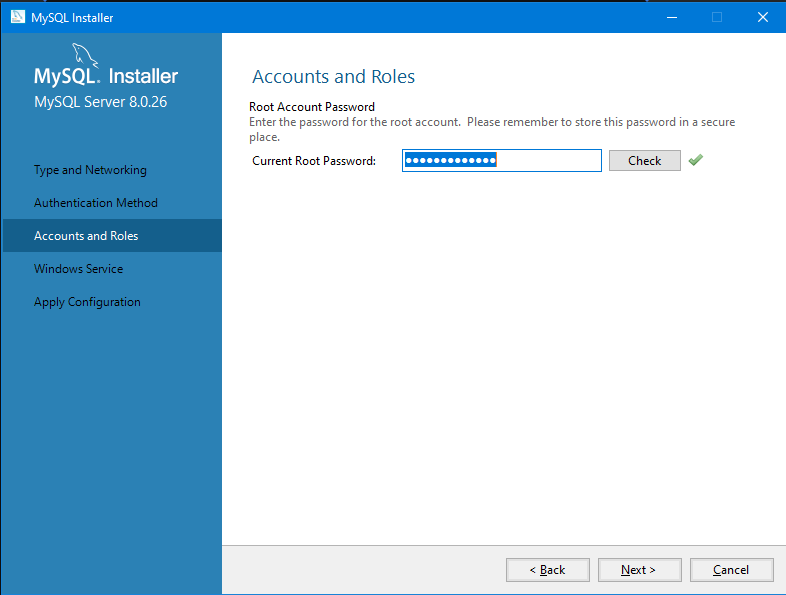 MySQL Installer
MySQL. Installer
MySQL Server 8.0.26
Type and Networking
Authentication Method
Accounts and Roles
Windows Service
Apply Configuration
Accounts and Roles
Root Account Password
Enter the password for the root account.  Please remember to store this password in a secure
place.
Current Root Password:
Check
< Back
Next >
Cancel